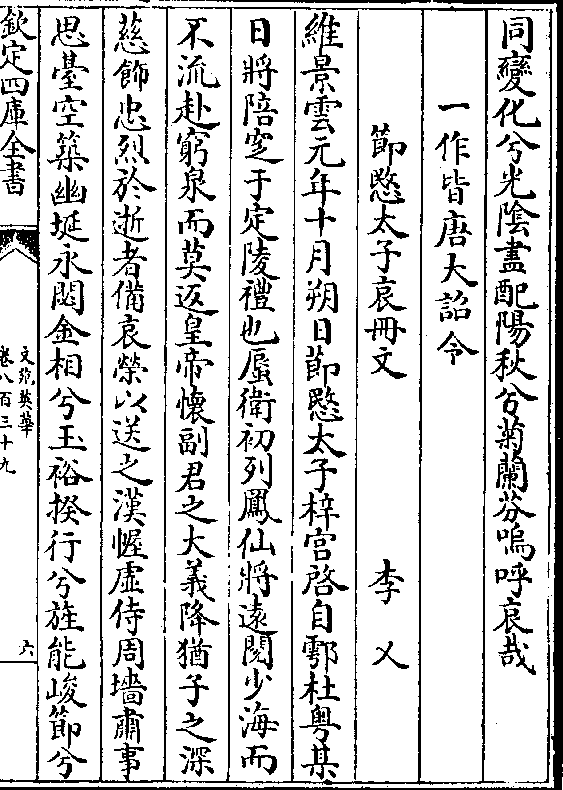 同變化兮光陰盡配陽秋兮菊蘭芬嗚呼哀哉
一作皆唐大詔令
節愍太子哀冊文 李乂
維景雲元年十月朔日節愍太子梓宮啓自鄠杜粤某
日將陪窆于定陵禮也蜃衛初列鳳仙將遠閱少海而
不流赴窮泉而莫返皇帝懷副君之大義降猶子之深
慈飾忠烈於逝者備哀榮以送之漢幄虛侍周墻肅事
思臺空築幽埏永閟金相兮玉裕揆行兮旌能峻節兮
欽定四庫全書
文苑英華
卷八百三十九
六